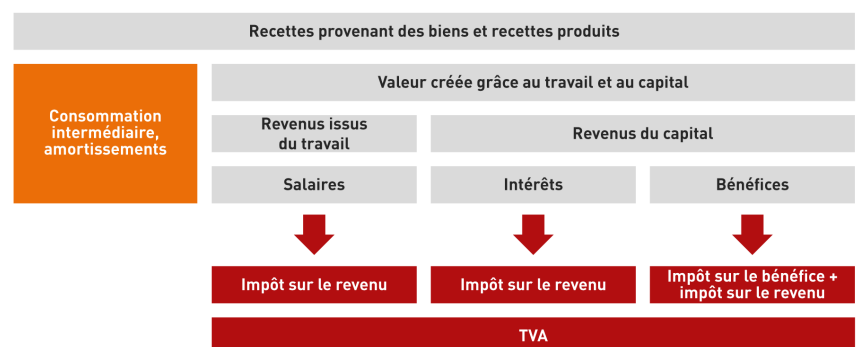 Recettes provenant des biens et recettes produits
Consommation
intermédiaire,
amortissements
Valeur créée grâce au travail et au capital
Revenus issus
du travail
Revenus du capital
Salaires
Intérêts
Bénéfices
Impôt sur le revenu
Impôt sur le revenu
Impôt sur le bénéfice +
impôt sur le revenu
TVA